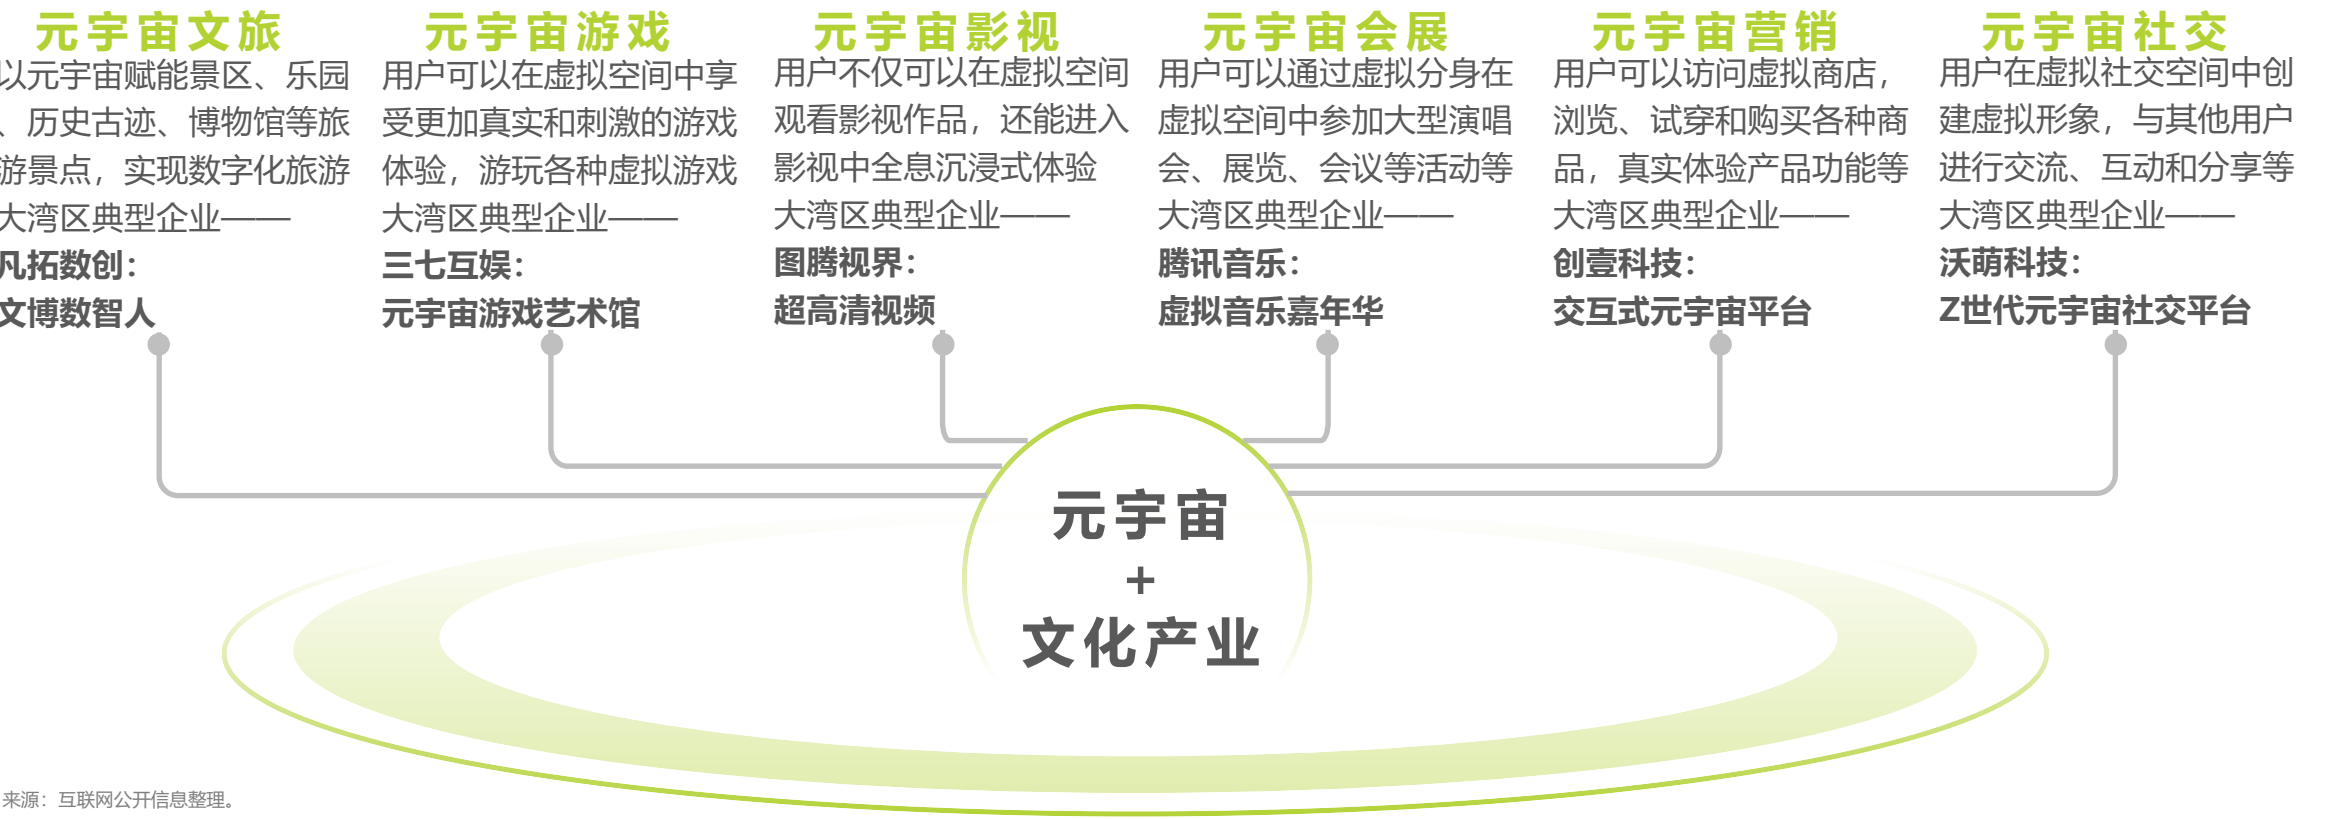 元宇宙文旅
以元宇宙赋能景区、乐园
、历史古迹、博物馆等旅
游景点，实现数字化旅游
大湾区典型企业——
凡拓数创：
文博数智人
元宇宙游戏
用户可以在虚拟空间中享
受更加真实和刺激的游戏
体验，游玩各种虚拟游戏
大湾区典型企业——
三七互娱：
元宇宙游戏艺术馆
元宇宙影视
用户不仅可以在虚拟空间
观看影视作品，还能进入
影视中全息沉浸式体验
大湾区典型企业——
图腾视界：
超高清视频
元宇宙会展
用户可以通过虚拟分身在
虚拟空间中参加大型演唱
会、展览、会议等活动等
大湾区典型企业——
腾讯音乐：
虚拟音乐嘉年华
元宇宙营销
用户可以访问虚拟商店，
浏览、试穿和购买各种商
品，真实体验产品功能等
大湾区典型企业——
创壹科技：
交互式元宇宙平台
元宇宙社交
用户在虚拟社交空间中创
建虚拟形象，与其他用户
进行交流、互动和分享等
大湾区典型企业——
沃萌科技：
Z世代元宇宙社交平台
元宇宙
+
文化产业
来源：互联网公开信息整理。